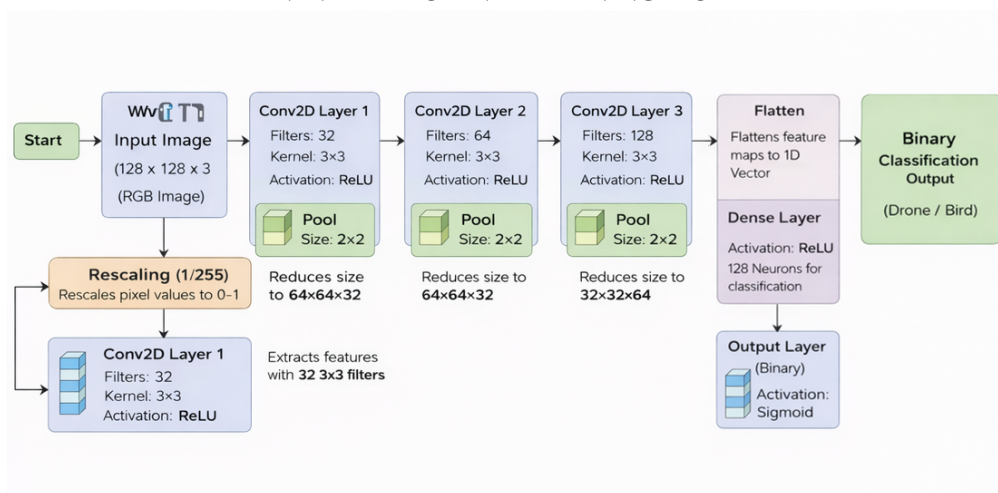 Start
Input Image
(128 x 128 x 3
(RGB Image)
Conv2D Layer 1
Filters: 32
Kernel: 3×3
Activation: ReLU
Pool
Size: 2×2
Reduces size
to 64×64×32
Conv2D Layer 2
Filters: 64
Kernel: 3×3
Activation: ReLU
Pool
Size: 2×2
Reduces size to
64×64×32
Conv2D Layer 3
Filters: 128
Kernel: 3×3
Activation: ReLU
Pool
Size: 2×2
Reduces size to
32×32×64
Flatten
Flattens feature
maps to 1D
Vector
Dense Layer
Activation: ReLU
128 Neurons for
classification
Binary
Classification
Output
(Drone / Bird)
Rescaling (1/255)
Rescales pixel values to 0-1
Conv2D Layer 1
Filters: 32
Kernel: 3×3
Activation: ReLU
Extracts features
with 32 3x3 filters
Output Layer
(Binary)
Activation:
Sigmoid